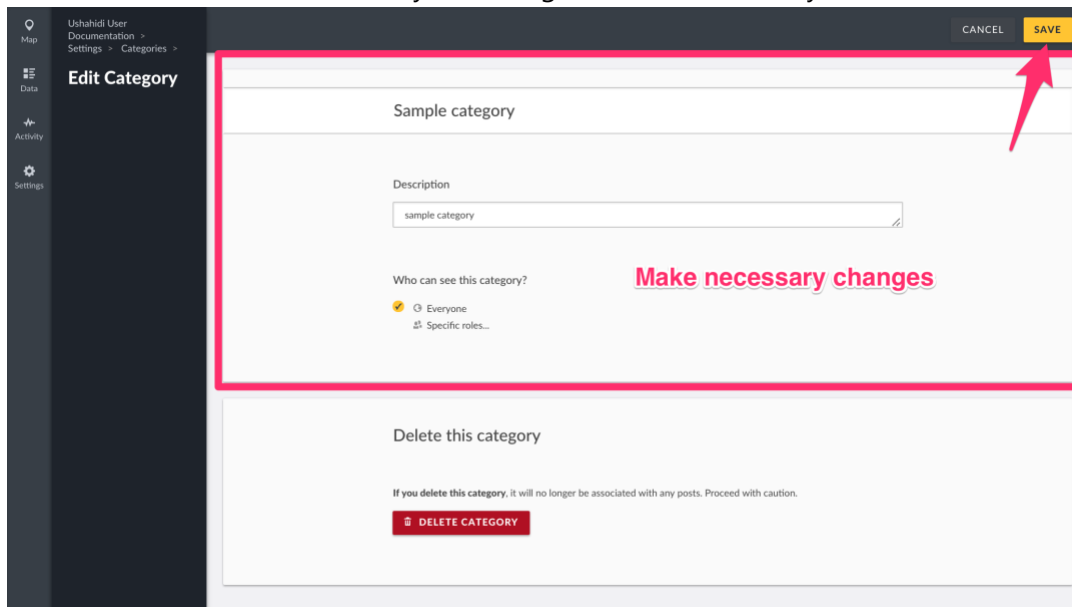 Map
Data
Activity
Settings
Ushahidi User
Documentation >
Settings > Categories >
Edit Category
CANCEL
SAVE
Sample category
Description
sample category
Who can see this category?
Everyone
Specific roles...
Make necessary changes
Delete this category
If you delete this category, it will no longer be associated with any posts. Proceed with caution.
DELETE CATEGORY